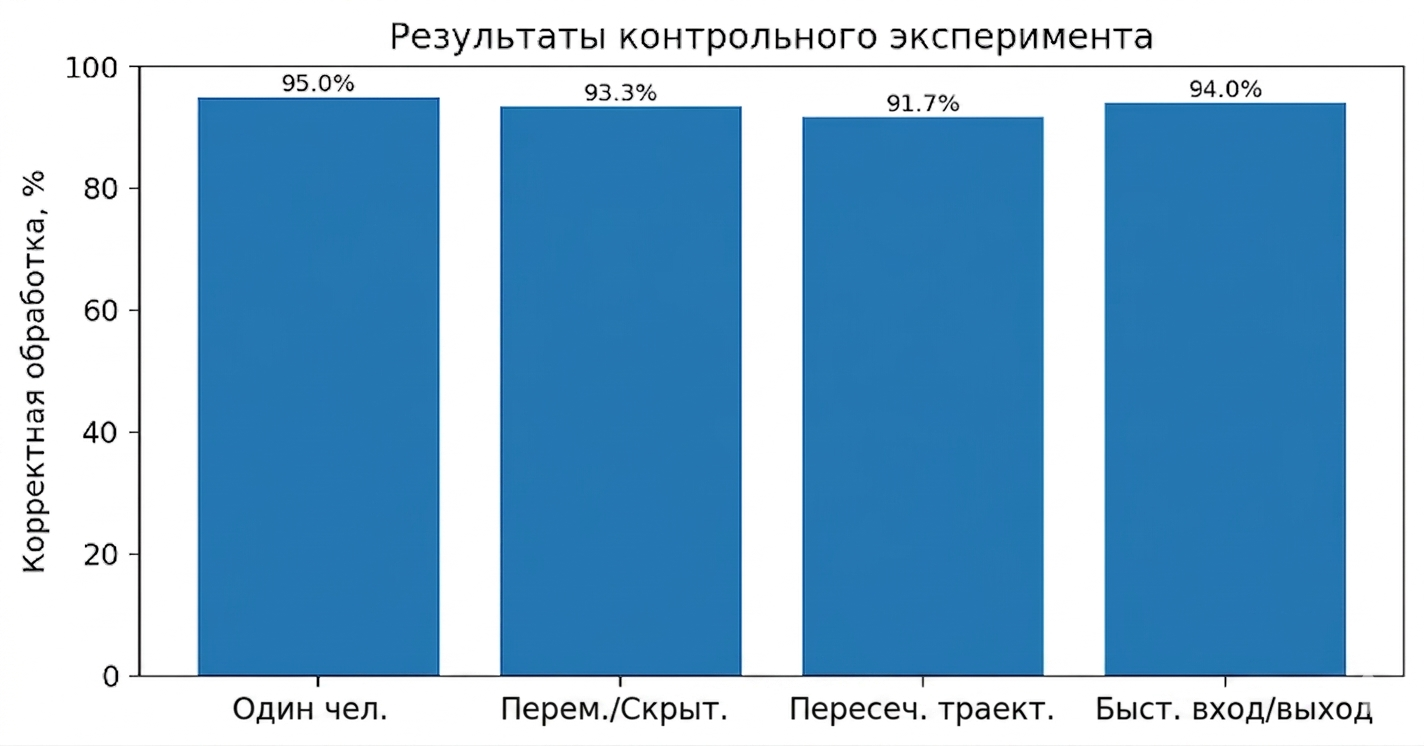 Результаты контрольного эксперимента
100
80
60
40
20
0
Корректная обработка, %
95.0%
93.3%
91.7%
94.0%
Один чел.
Перем./Скрыт.
Пересеч. траект.
Быст. вход/выход